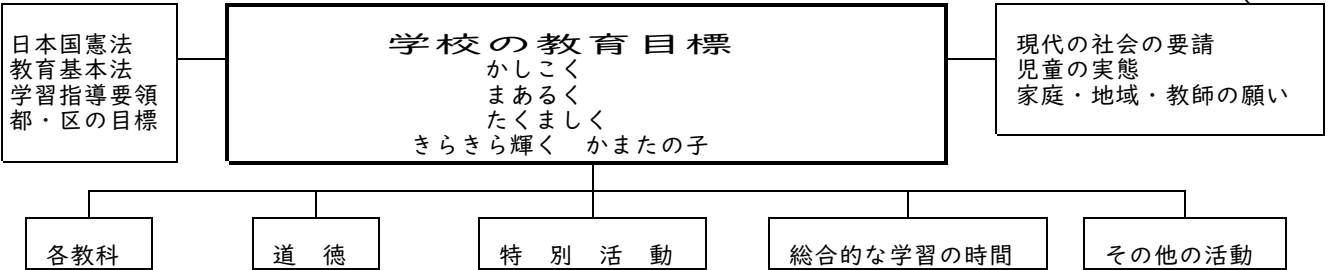 日本国憲法
教育基本法
学習指導要領
都・区の目標
学校の教育目標
かしこく
まあるく
たくましく
きらきら輝く　かまたの子
現代の社会の要請
児童の実態
家庭・地域・教師の願い
各教科
道　徳
特　別　活　動
総合的な学習の時間
その他の活動